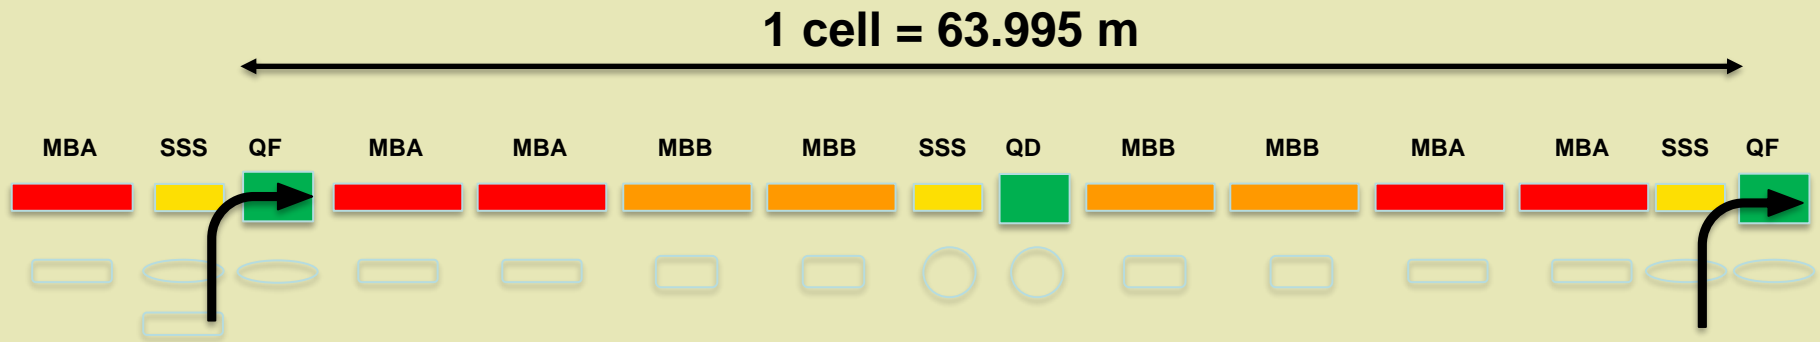 1 cell = 63.995 m
MBA SSS QF MBA MBA MBB MBB SSS QD MBB MBB MBA MBA SSS QF